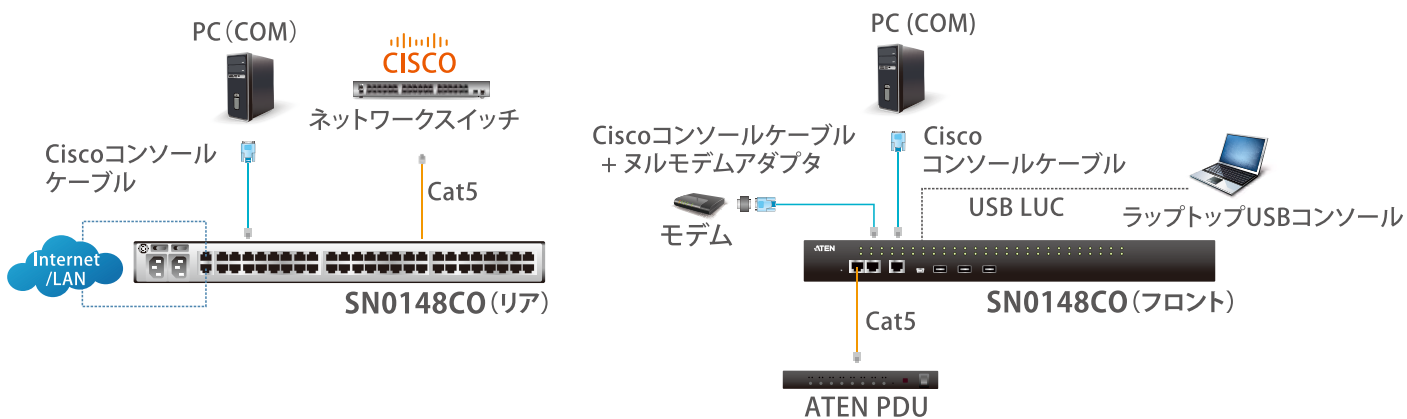 PC（COM）
CISCO
ネットワークスイッチ
Ciscoコンソール
ケーブル
Cat5
Internet
/LAN
SN0148CO（リア）
PC (COM)
Ciscoコンソールケーブル
+ ヌルモデムアダプタ
Cisco
コンソールケーブル
モデム
USB LUC
ラップトップUSBコンソール
ATEN
SN0148CO（フロント）
Cat5
ATEN PDU